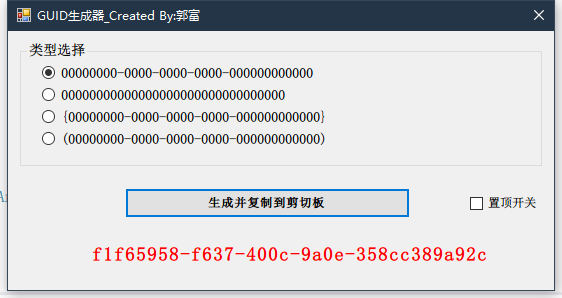 GUID生成器_Created By:郭富
类型选择
00000000-0000-0000-0000-000000000000
00000000000000000000000000000000
{00000000-0000-0000-0000-000000000000}
(00000000-0000-0000-0000-000000000000)
生成并复制到剪切板
置顶开关
f1f65958-f637-400c-9a0e-358cc389a92c